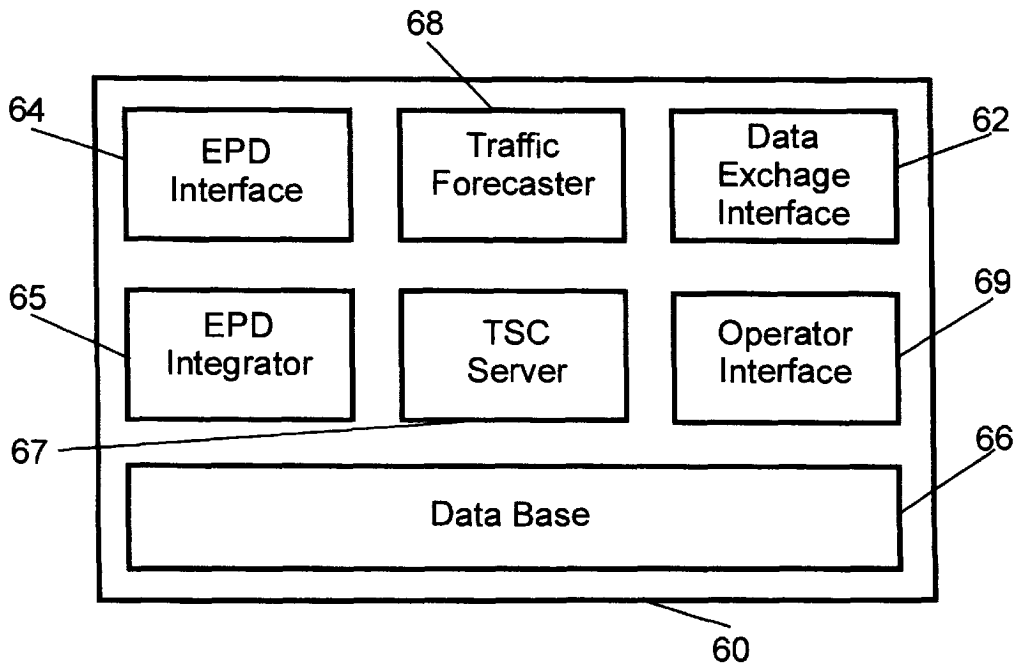 68
64
EPD
Interface
Traffic
Forecaster
Data
Exchage
Interface
62
65
EPD
Integrator
TSC
Server
Operator
Interface
69
67
Data Base
66
60